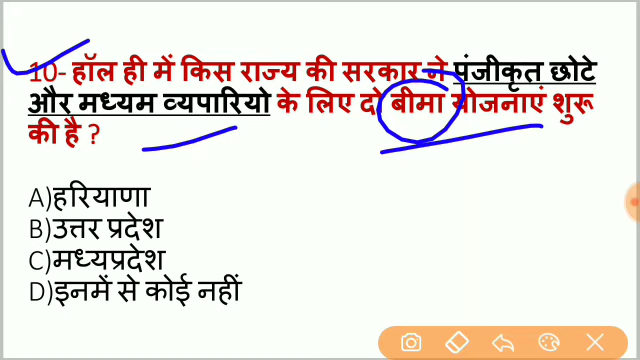 10- हॉल ही में किस राज्य की सरकार ने पंजीकृत छोटे
और मध्यम व्यपारियो के लिए दो बीमा योजनाएं शुरू
की है ?
A)हरियाणा
B)उत्तर प्रदेश
C)मध्यप्रदेश
D)इनमें से कोई नहीं